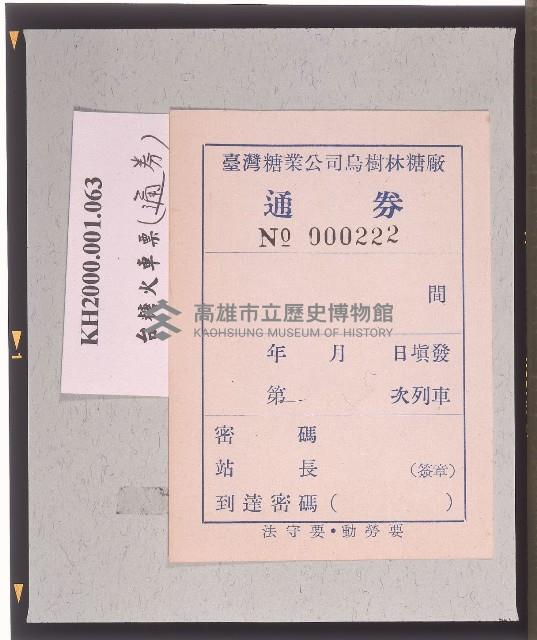 KH2000.001.063
台糖火車票(通券)
臺灣糖業公司烏樹林糖廠
通 券
Nº 000222
間
年 月 日填發
第 次列車
密 碼
站 長 (簽章)
到達密碼( )
法守要·動勞要
高雄市立歷史博物館
KAOHSIUNG MUSEUM OF HISTORY
1